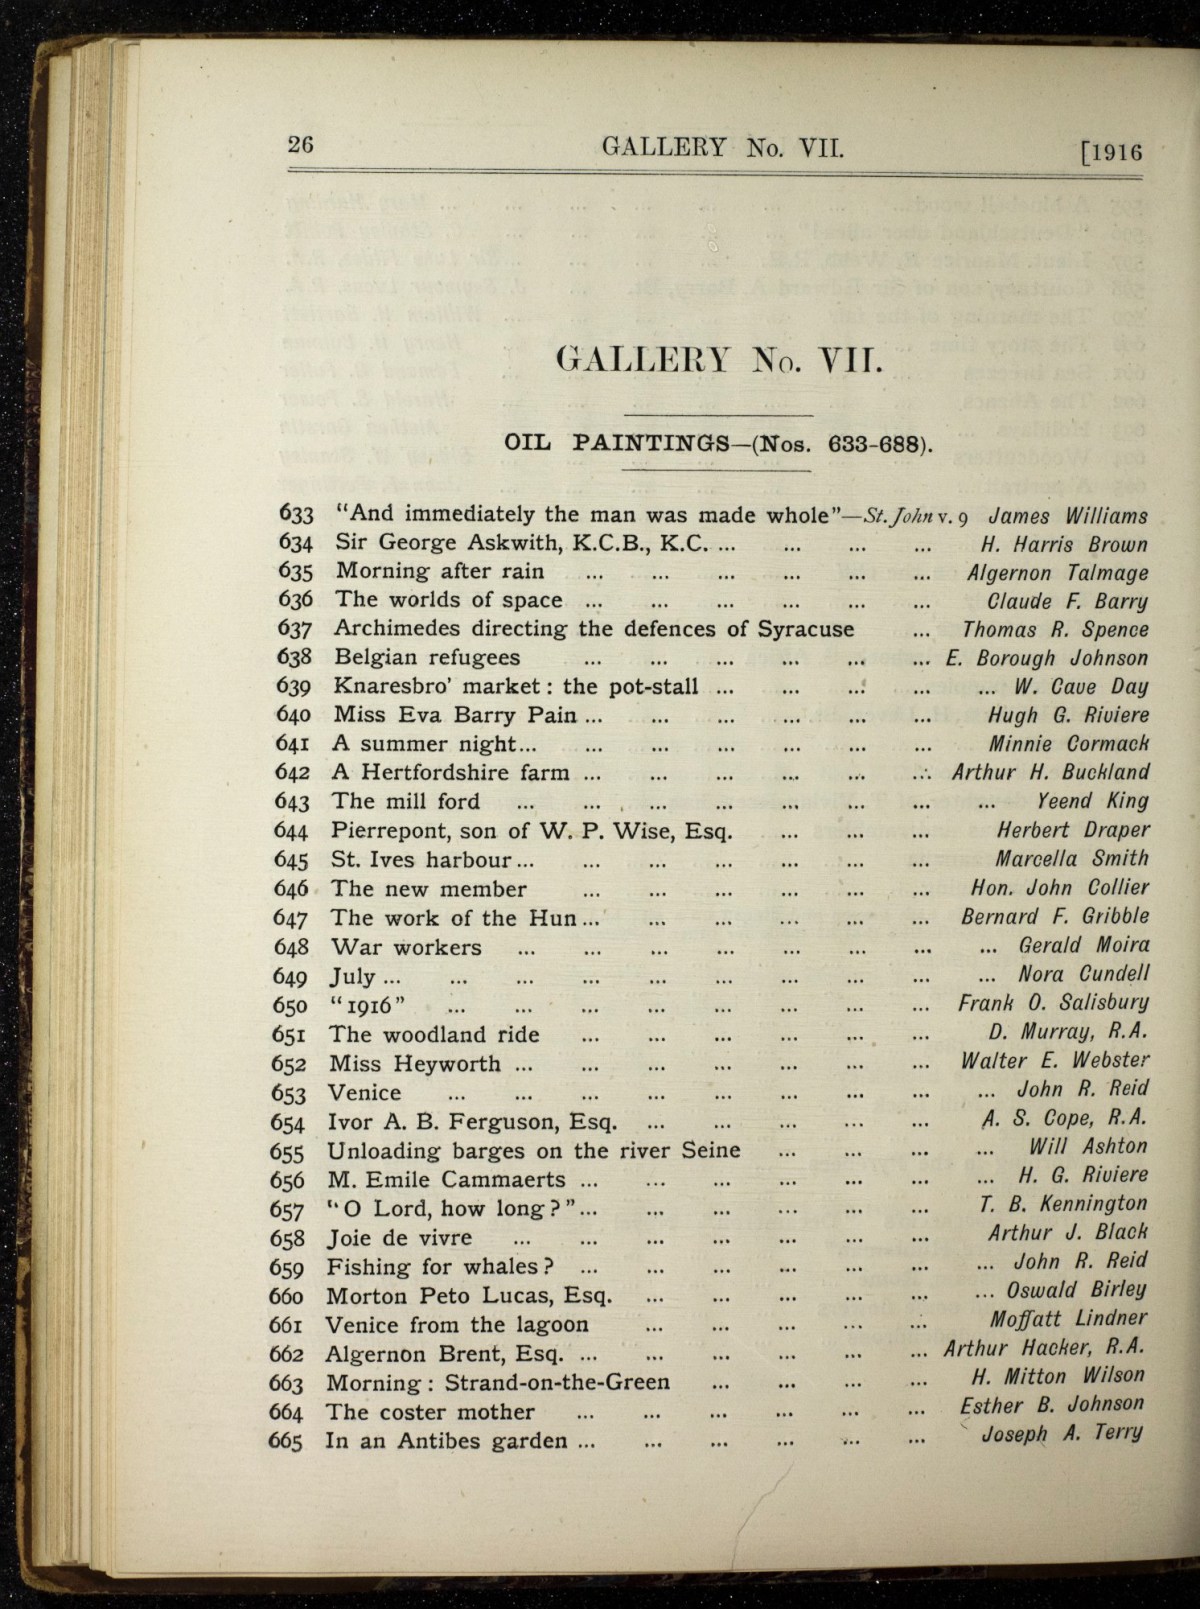 26 GALLERY No. VII. [1916
GALLERY No. VII.
OIL PAINTINGS—(Nos. 633-688).
633 "And immediately the man was made whole"—St. John v. 9 James Williams
634 Sir George Askwith, K.C.B., K.C. ... ... ... ... H. Harris Brown
635 Morning after rain ... ... ... ... ... ... Algernon Talmage
636 The worlds of space ... ... ... ... ... ... Claude F. Barry
637 Archimedes directing the defences of Syracuse ... Thomas R. Spence
638 Belgian refugees ... ... ... ... ... ... E. Borough Johnson
639 Knaresbro' market: the pot-stall ... ... ... ... ... W. Cave Day
640 Miss Eva Barry Pain ... ... ... ... ... ... Hugh G. Riviere
641 A summer night... ... ... ... ... ... ... Minnie Cormack
642 A Hertfordshire farm ... ... ... ... ... ... Arthur H. Buckland
643 The mill ford ... ... ... ... ... ... ... ... Yeend King
644 Pierrepont, son of W. P. Wise, Esq. ... ... ... Herbert Draper
645 St. Ives harbour... ... ... ... ... ... ... Marcella Smith
646 The new member ... ... ... ... ... ... Hon. John Collier
647 The work of the Hun... ... ... ... ... ... Bernard F. Gribble
648 War workers ... ... ... ... ... ... ... ... Gerald Moira
649 July ... ... ... ... ... ... ... ... ... ... Nora Cundell
650 "1916" ... ... ... ... ... ... ... ... Frank O. Salisbury
651 The woodland ride ... ... ... ... ... ... D. Murray, R.A.
652 Miss Heyworth ... ... ... ... ... ... ... Walter E. Webster
653 Venice ... ... ... ... ... ... ... ... ... John R. Reid
654 Ivor A. B. Ferguson, Esq. ... ... ... ... ... A. S. Cope, R.A.
655 Unloading barges on the river Seine ... ... ... ... Will Ashton
656 M. Emile Cammaerts ... ... ... ... ... ... ... H. G. Riviere
657 "O Lord, how long?"... ... ... ... ... ... T. B. Kennington
658 Joie de vivre ... ... ... ... ... ... ... Arthur J. Black
659 Fishing for whales? ... ... ... ... ... ... ... John R. Reid
660 Morton Peto Lucas, Esq. ... ... ... ... ... ... Oswald Birley
661 Venice from the lagoon ... ... ... ... ... Moffatt Lindner
662 Algernon Brent, Esq. ... ... ... ... ... ... Arthur Hacker, R.A.
663 Morning: Strand-on-the-Green ... ... ... ... H. Mitton Wilson
664 The coster mother ... ... ... ... ... ... Esther B. Johnson
665 In an Antibes garden ... ... ... ... ... ... Joseph A. Terry